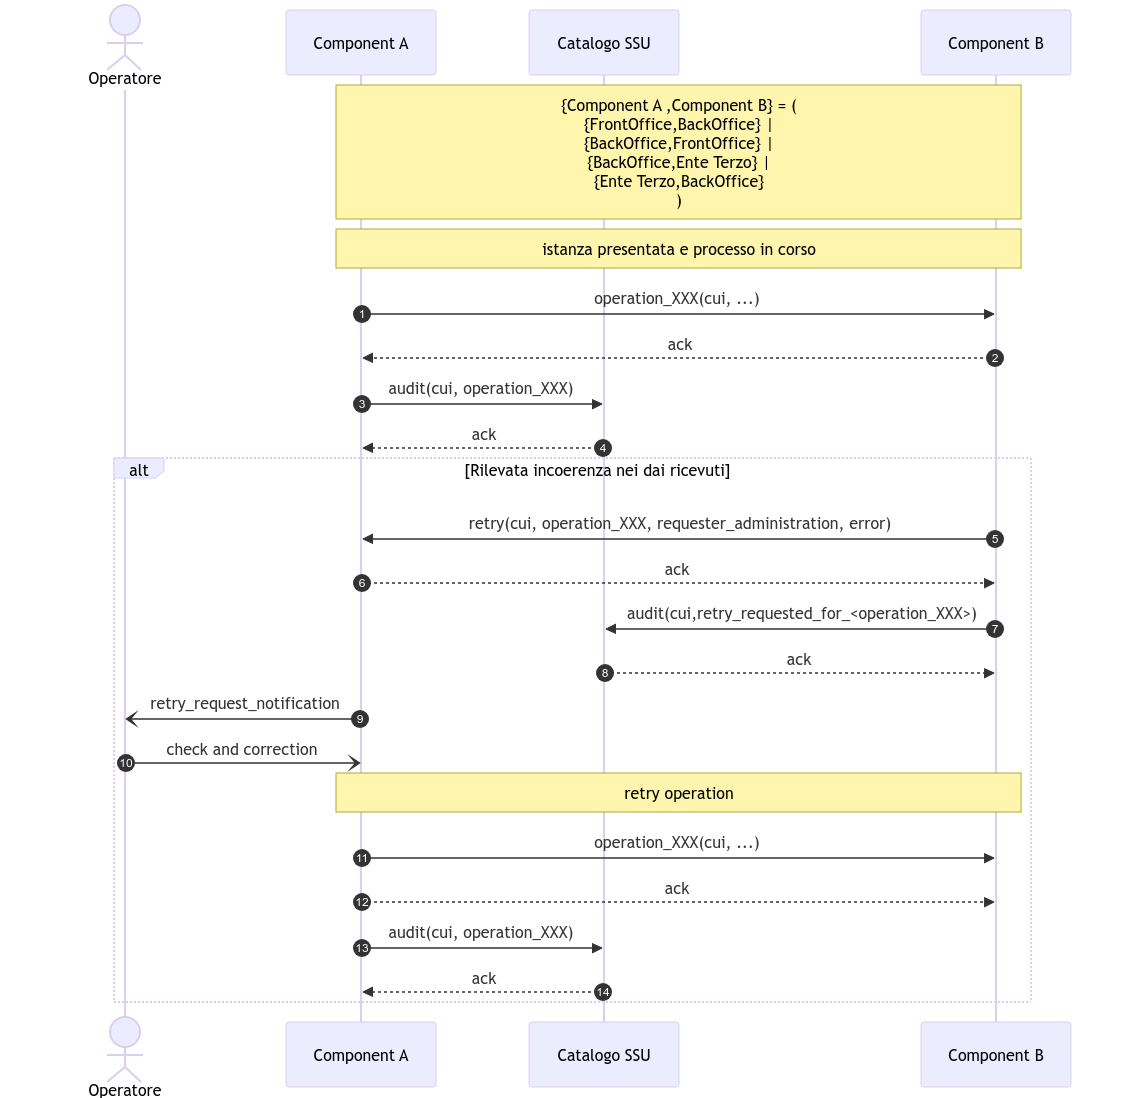 Operatore
Component A
Catalogo SSU
Component B
{Component A ,Component B} = (
{FrontOffice,BackOffice} |
{BackOffice,FrontOffice} |
{BackOffice,Ente Terzo} |
{Ente Terzo,BackOffice}
)
istanza presentata e processo in corso
operation_XXX(cui, ...)
1
ack
2
audit(cui, operation_XXX)
3
ack
4
alt
[Rilevata incoerenza nei dai ricevuti]
retry(cui, operation_XXX, requester_administration, error)
5
ack
6
audit(cui,retry_requested_for_<operation_XXX>)
7
ack
8
retry_request_notification
9
check and correction
10
retry operation
operation_XXX(cui, ...)
11
ack
12
audit(cui, operation_XXX)
13
ack
14
Operatore
Component A
Catalogo SSU
Component B